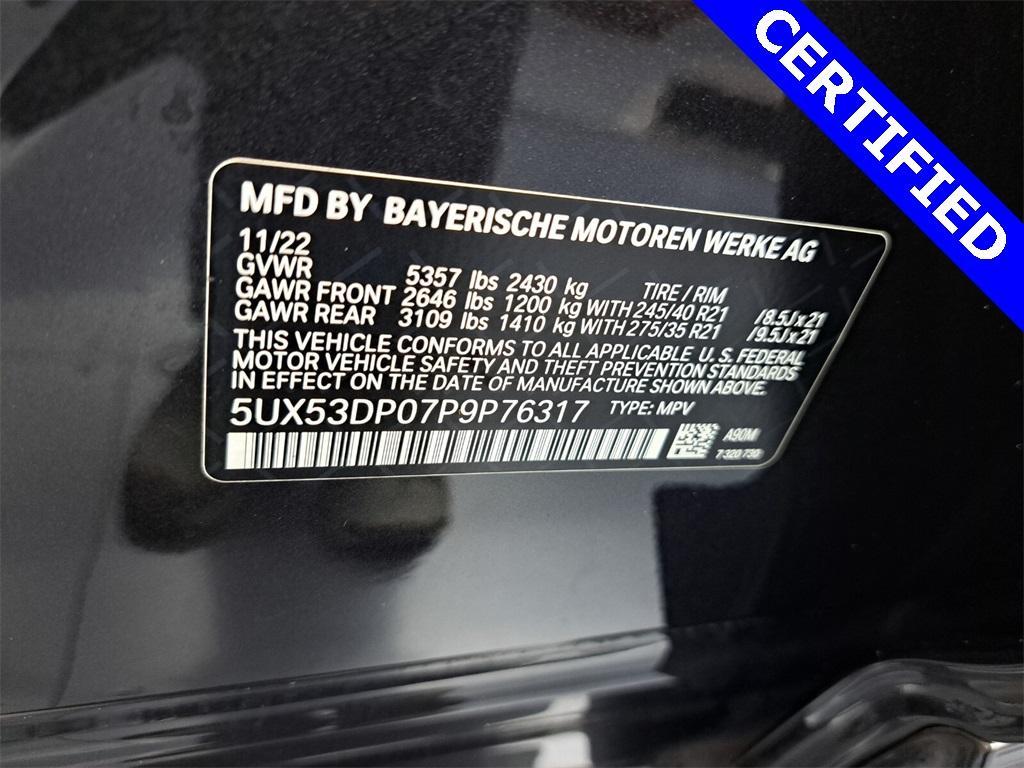 CERTIFIED
MFD BY BAYERISCHE MOTOREN WERKE AG
11/22
GVWR 5357 lbs 2430 kg TIRE / RIM
GAWR FRONT 2646 lbs 1200 kg WITH 245/40 R21 /8.5Jx21
GAWR REAR 3109 lbs 1410 kg WITH 275/35 R21 /9.5Jx21
THIS VEHICLE CONFORMS TO ALL APPLICABLE U.S. FEDERAL
MOTOR VEHICLE SAFETY AND THEFT PREVENTION STANDARDS
IN EFFECT ON THE DATE OF MANUFACTURE SHOWN ABOVE.
5UX53DP07P9P76317 TYPE: MPV
A90M
7 320 730